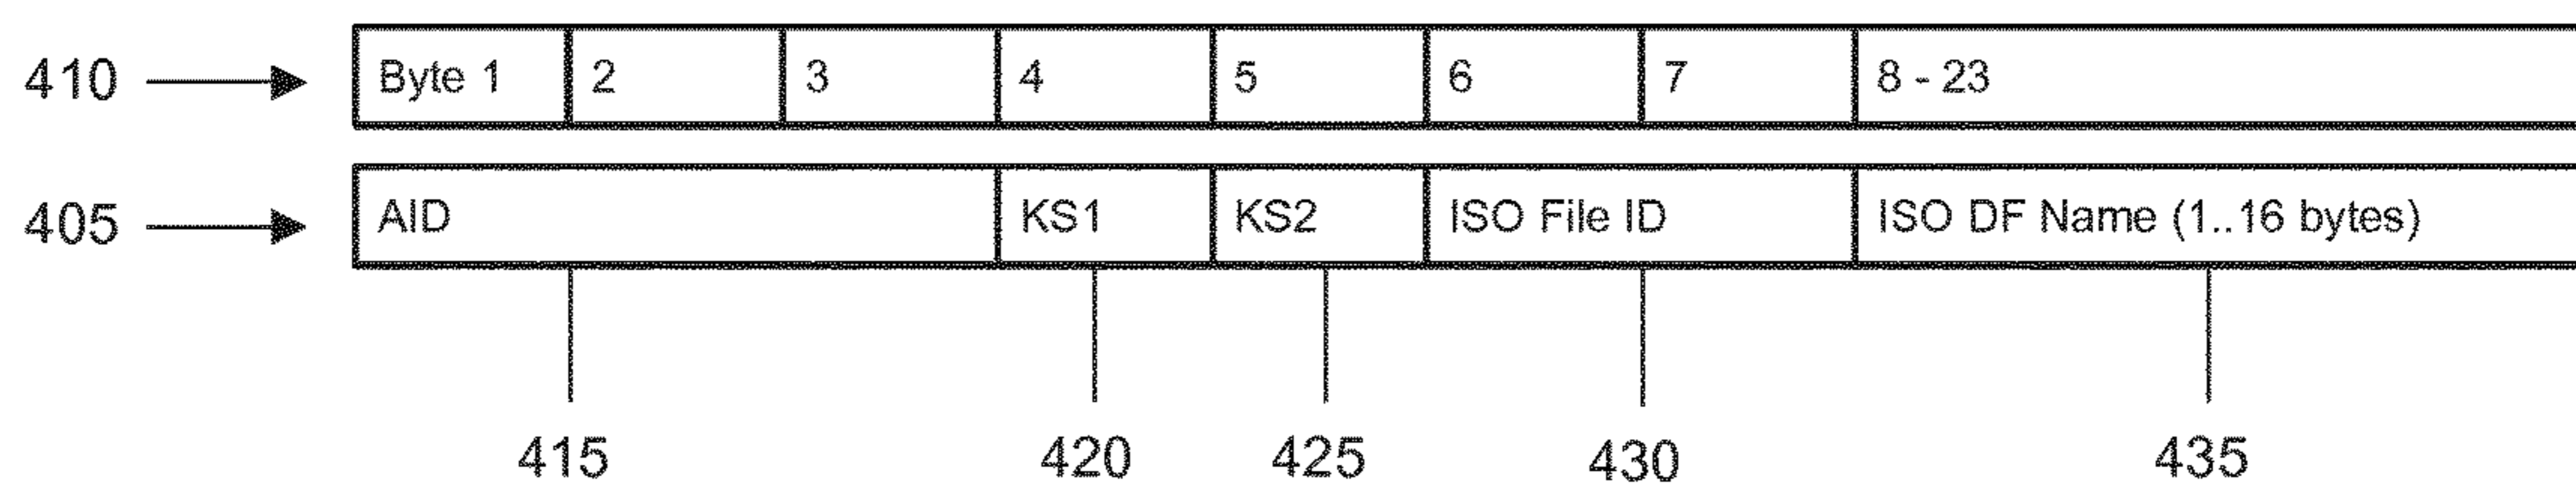 410 Byte 1 2 3 4 5 6 7 8 - 23
405 AID KS1 KS2 ISO File ID ISO DF Name (1..16 bytes)
415 420 425 430 435